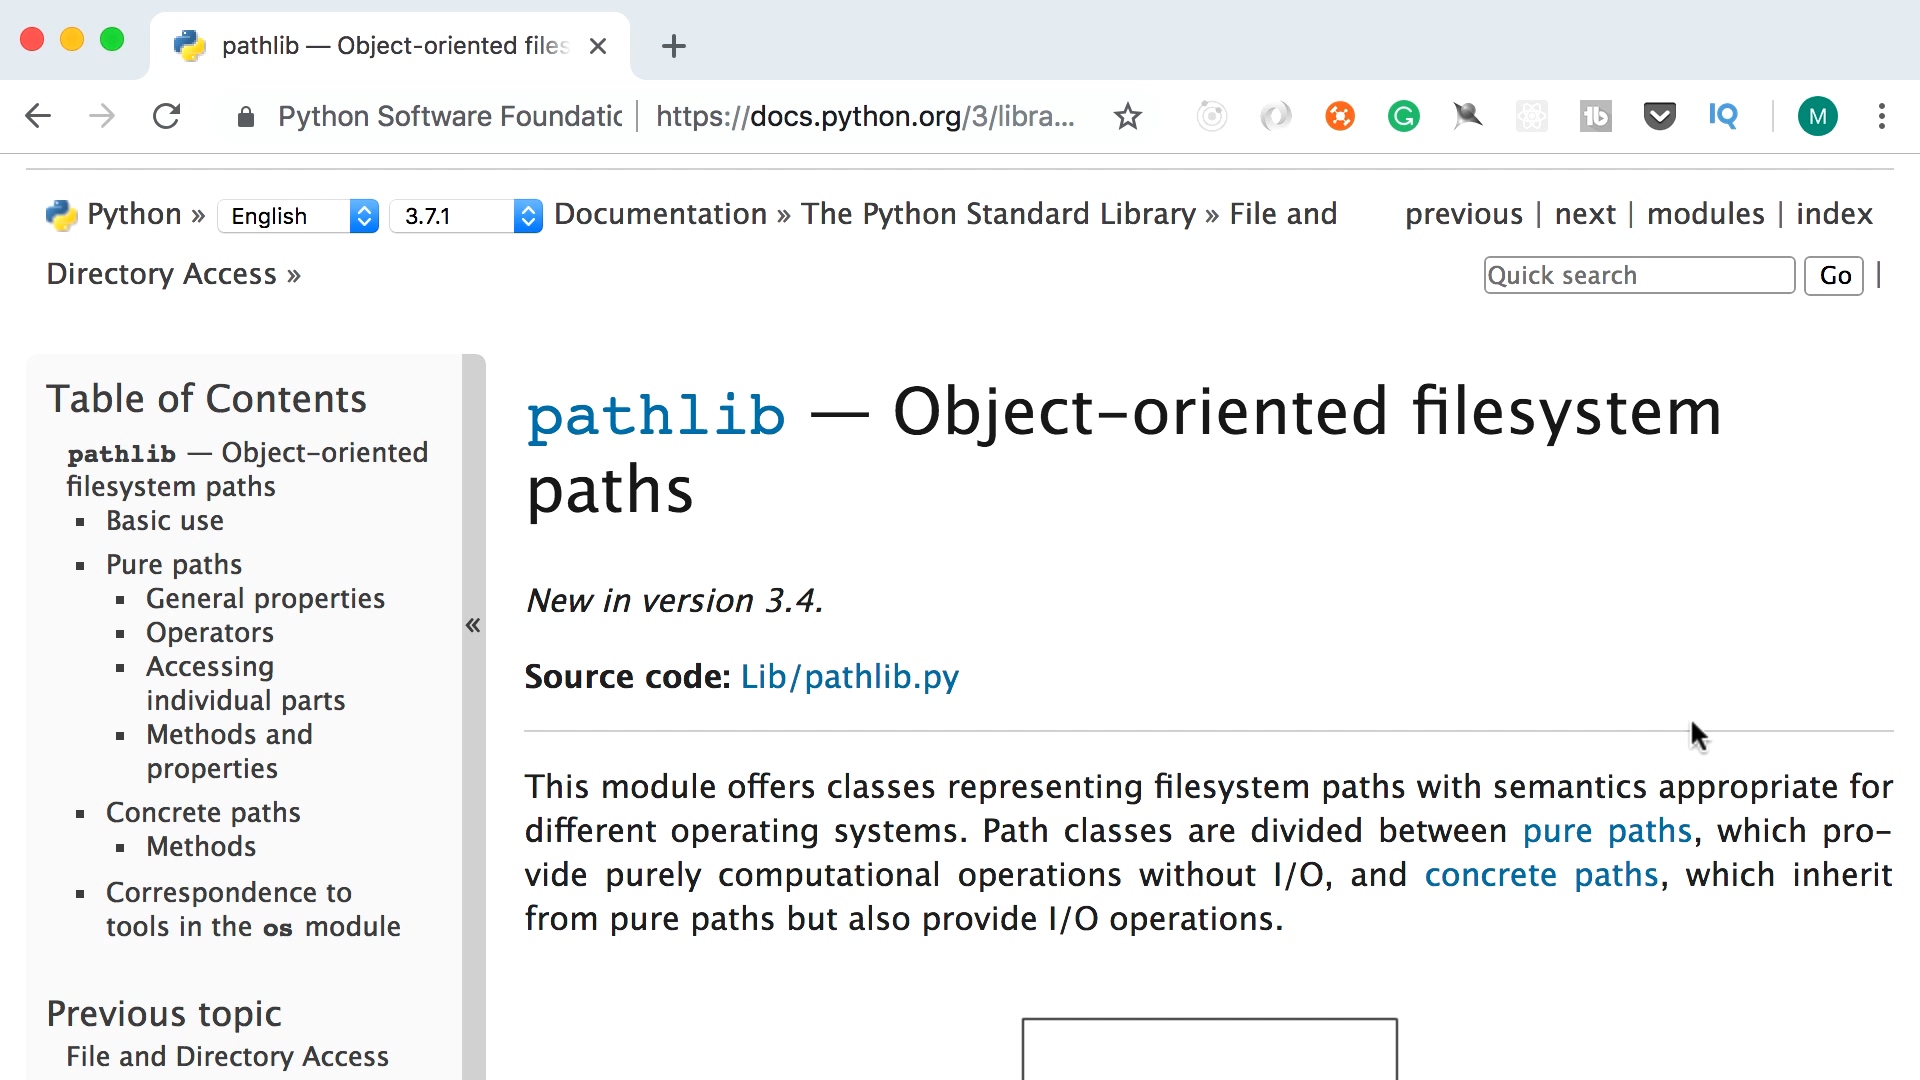 pathlib — Object-oriented files
Python Software Foundatic | https://docs.python.org/3/libra...
M
Python » English 3.7.1 Documentation » The Python Standard Library » File and
Directory Access »
previous | next | modules | index
Quick search Go |
Table of Contents
pathlib — Object-oriented
filesystem paths
Basic use
Pure paths
General properties
Operators
Accessing
individual parts
Methods and
properties
Concrete paths
Methods
Correspondence to
tools in the os module
Previous topic
File and Directory Access
«
pathlib — Object-oriented filesystem
paths
New in version 3.4.
Source code: Lib/pathlib.py
This module offers classes representing filesystem paths with semantics appropriate for
different operating systems. Path classes are divided between pure paths, which pro-
vide purely computational operations without I/O, and concrete paths, which inherit
from pure paths but also provide I/O operations.